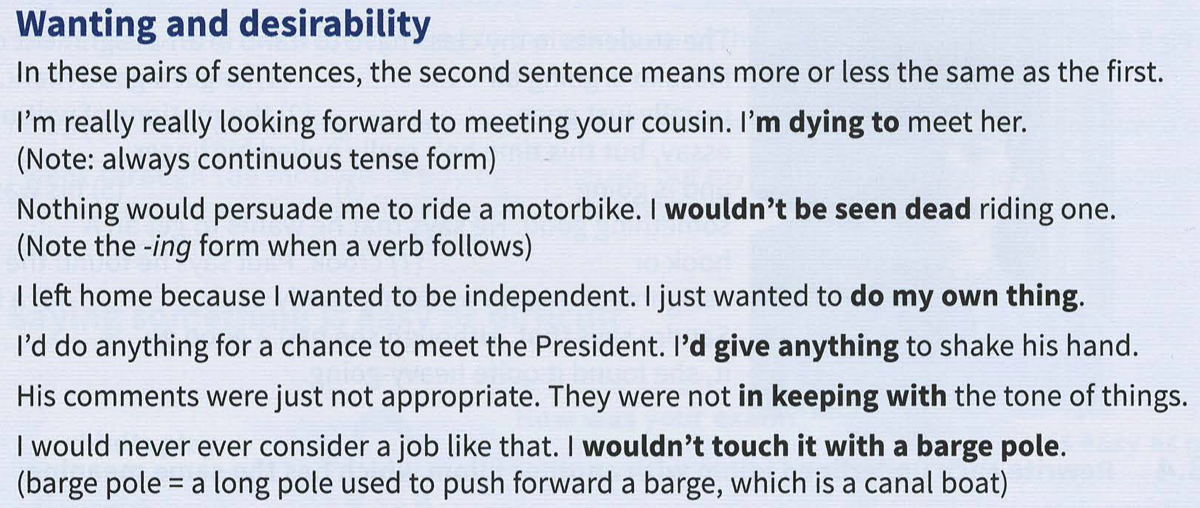 Wanting and desirability
In these pairs of sentences, the second sentence means more or less the same as the first.
I'm really really looking forward to meeting your cousin. I'm dying to meet her.
(Note: always continuous tense form)
Nothing would persuade me to ride a motorbike. I wouldn't be seen dead riding one.
(Note the -ing form when a verb follows)
I left home because I wanted to be independent. I just wanted to do my own thing.
I'd do anything for a chance to meet the President. I'd give anything to shake his hand.
His comments were just not appropriate. They were not in keeping with the tone of things.
I would never ever consider a job like that. I wouldn't touch it with a barge pole.
(barge pole = a long pole used to push forward a barge, which is a canal boat)